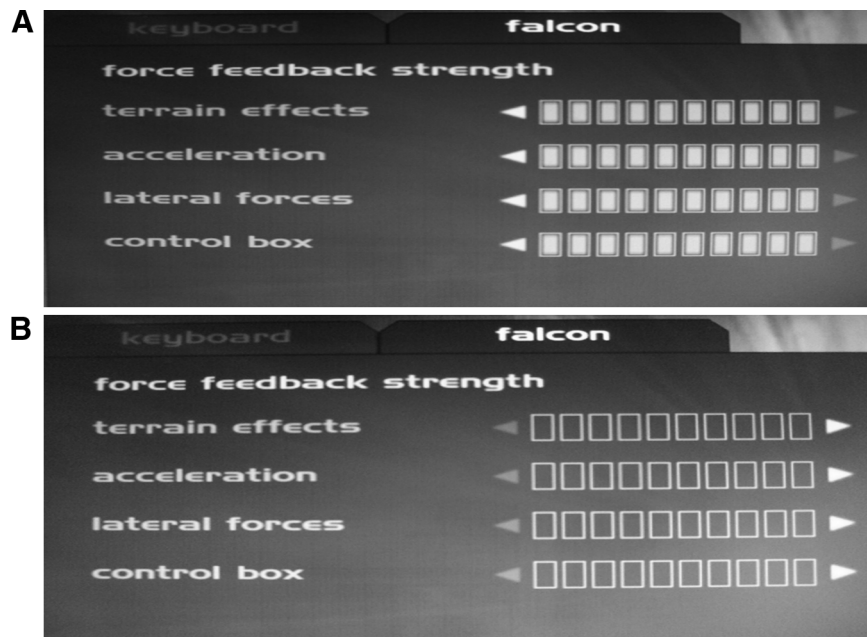 A
keyboard falcon
force feedback strength
terrain effects
acceleration
lateral forces
control box
B
keyboard falcon
force feedback strength
terrain effects
acceleration
lateral forces
control box